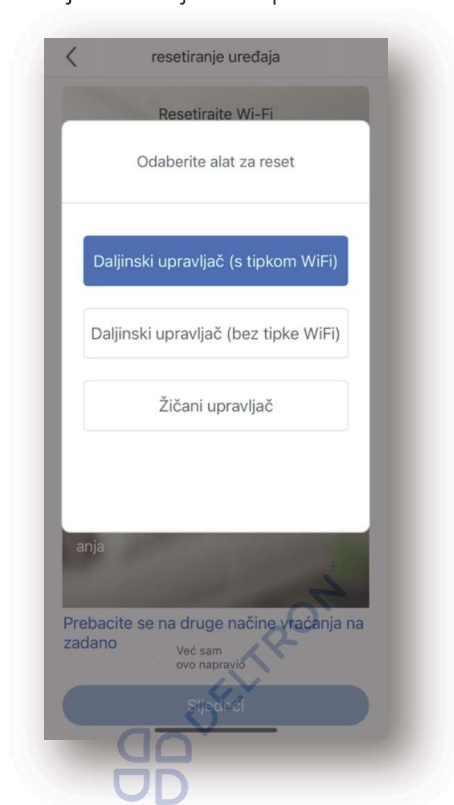 resetiranje uređaja
Resetirajte Wi-Fi
Odaberite alat za reset
Daljinski upravljač (s tipkom WiFi)
Daljinski upravljač (bez tipke WiFi)
Žičani upravljač
anja
Prebacite se na druge načine vraćanja na
zadano
Već sam
ovo napravio
Sljedeći
DELTRON